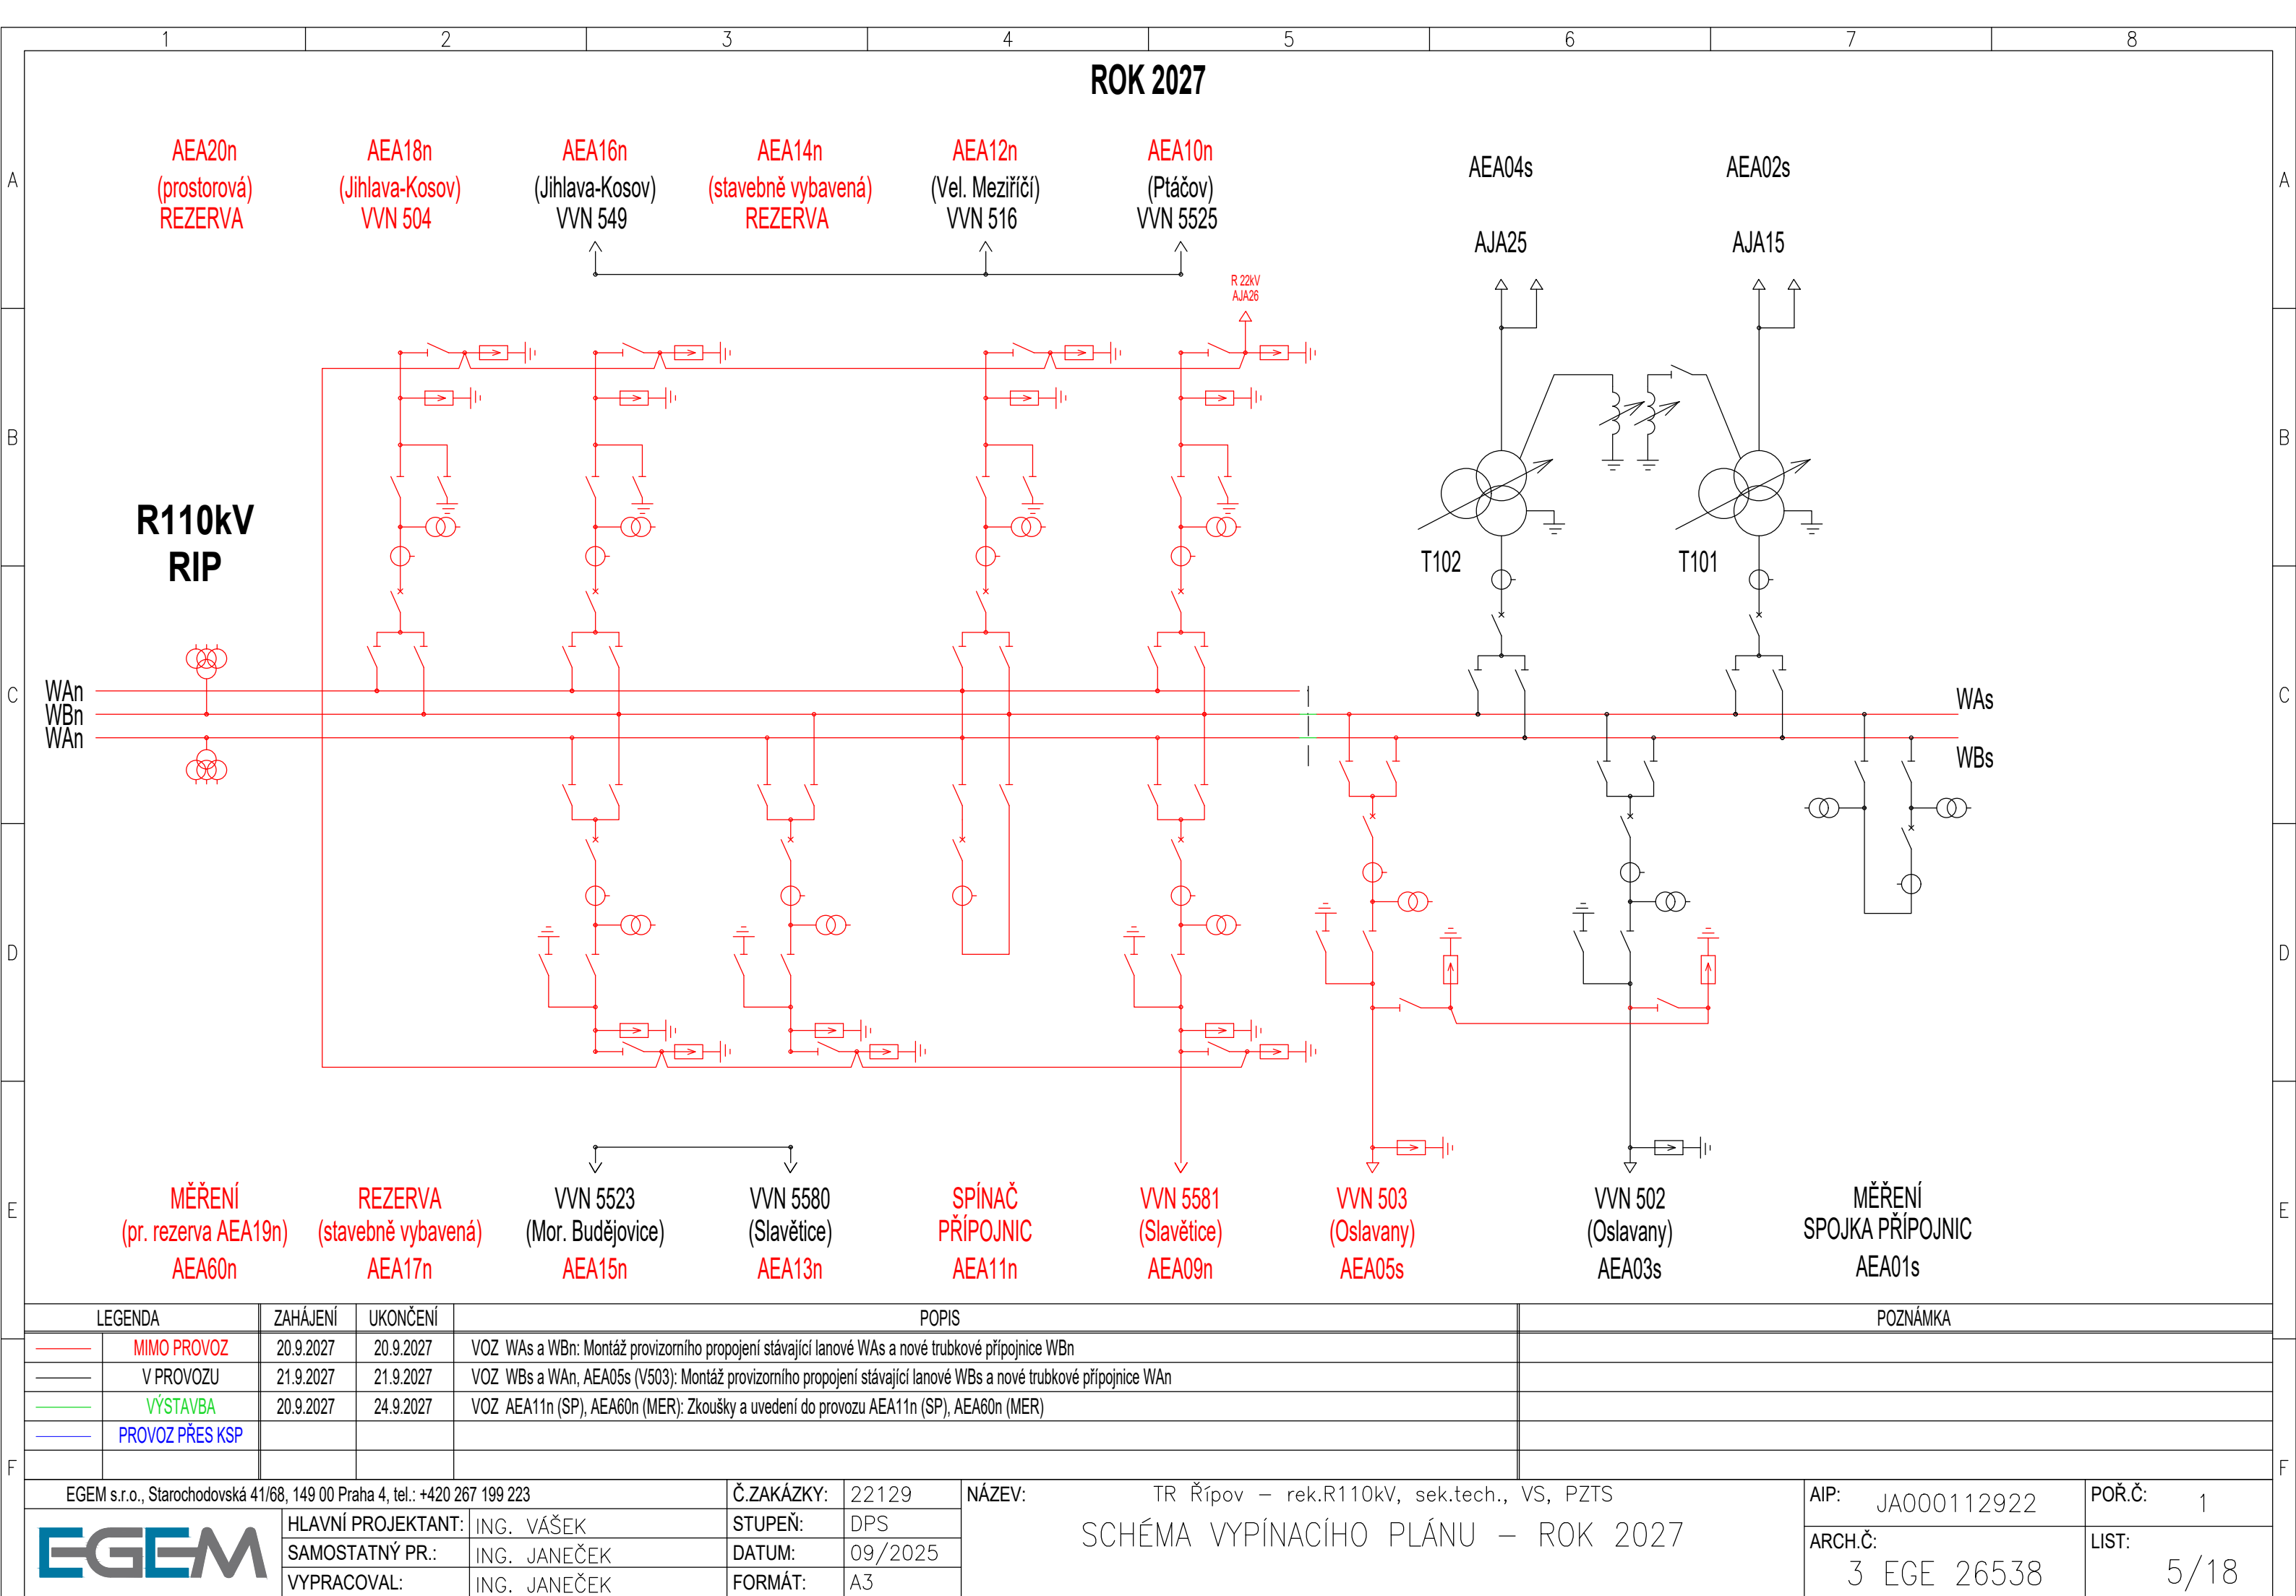 1 2 3 4 5 6 7 8
ROK 2027
A A
AEA20n
(prostorová)
REZERVA
AEA18n
(Jihlava-Kosov)
VVN 504
AEA16n
(Jihlava-Kosov)
VVN 549
AEA14n
(stavebně vybavená)
REZERVA
AEA12n
(Vel. Meziříčí)
VVN 516
AEA10n
(Ptáčov)
VVN 5525
AEA04s
AJA25
AEA02s
AJA15
R 22kV
AJA26
B B
R110kV
RIP
T102
T101
C C
WAn
WBn
WAn
WAs
WBs
D D
E E
MĚŘENÍ
(pr. rezerva AEA19n)
AEA60n
REZERVA
(stavebně vybavená)
AEA17n
VVN 5523
(Mor. Budějovice)
AEA15n
VVN 5580
(Slavětice)
AEA13n
SPÍNAČ
PŘÍPOJNIC
AEA11n
VVN 5581
(Slavětice)
AEA09n
VVN 503
(Oslavany)
AEA05s
VVN 502
(Oslavany)
AEA03s
MĚŘENÍ
SPOJKA PŘÍPOJNIC
AEA01s
LEGENDA ZAHÁJENÍ UKONČENÍ POPIS POZNÁMKA
MIMO PROVOZ 20.9.2027 20.9.2027 VOZ WAs a WBn: Montáž provizorního propojení stávající lanové WAs a nové trubkové přípojnice WBn
V PROVOZU 21.9.2027 21.9.2027 VOZ WBs a WAn, AEA05s (V503): Montáž provizorního propojení stávající lanové WBs a nové trubkové přípojnice WAn
VÝSTAVBA 20.9.2027 24.9.2027 VOZ AEA11n (SP), AEA60n (MER): Zkoušky a uvedení do provozu AEA11n (SP), AEA60n (MER)
PROVOZ PŘES KSP
F F
EGEM s.r.o., Starochodovská 41/68, 149 00 Praha 4, tel.: +420 267 199 223
EGEM
HLAVNÍ PROJEKTANT: ING. VÁŠEK
SAMOSTATNÝ PR.: ING. JANEČEK
VYPRACOVAL: ING. JANEČEK
Č.ZAKÁZKY: 22129
STUPEŇ: DPS
DATUM: 09/2025
FORMÁT: A3
NÁZEV: TR Řípov – rek.R110kV, sek.tech., VS, PZTS
SCHÉMA VYPÍNACÍHO PLÁNU – ROK 2027
AIP: JA000112922
POŘ.Č: 1
ARCH.Č: 3 EGE 26538
LIST: 5/18